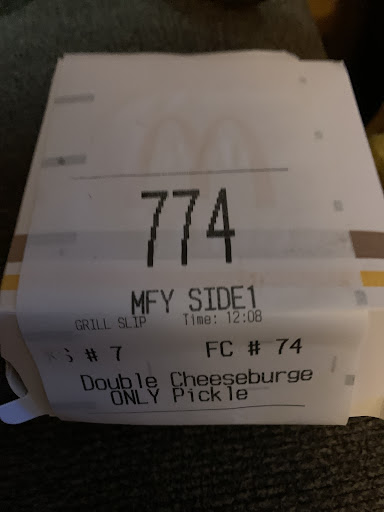 774
MFY SIDE1
GRILL SLIP Time: 12:08
# 7 FC # 74
Double Cheeseburge
ONLY Pickle